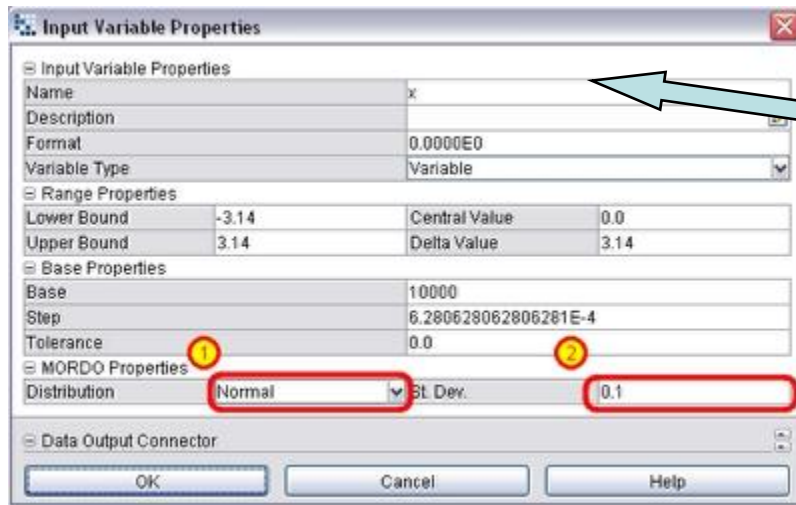 Input Variable Properties
Input Variable Properties
Name x
Description
Format 0.0000E0
Variable Type Variable
Range Properties
Lower Bound -3.14 Central Value 0.0
Upper Bound 3.14 Delta Value 3.14
Base Properties
Base 10000
Step 6.280628062806281E-4
Tolerance 0.0
1 2
MORDO Properties
Distribution Normal St. Dev. 0.1
Data Output Connector
OK Cancel Help